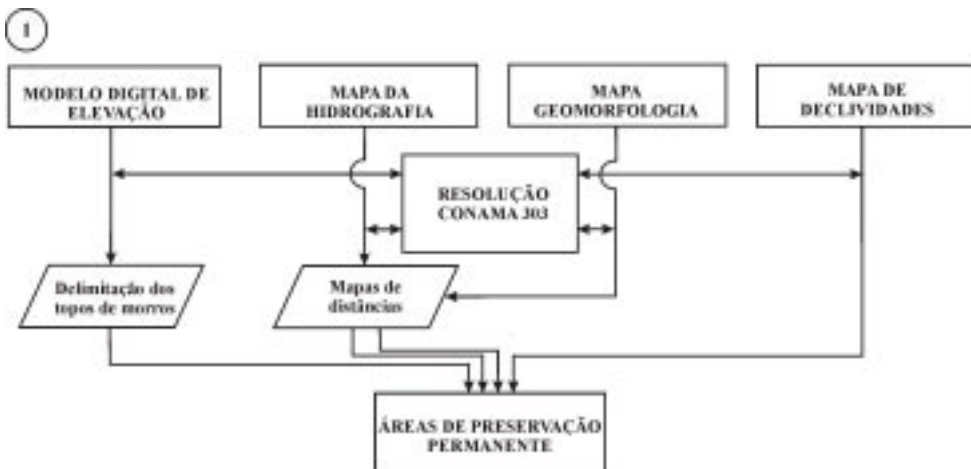 1
MODELO DIGITAL DE
ELEVAÇÃO
MAPA DA
HIDROGRAFIA
MAPA
GEOMORFOLOGIA
MAPA DE
DECLIVIDADES
RESOLUÇÃO
CONAMA 303
Delimitação dos
topos de morros
Mapas de
distâncias
ÁREAS DE PRESERVAÇÃO
PERMANENTE